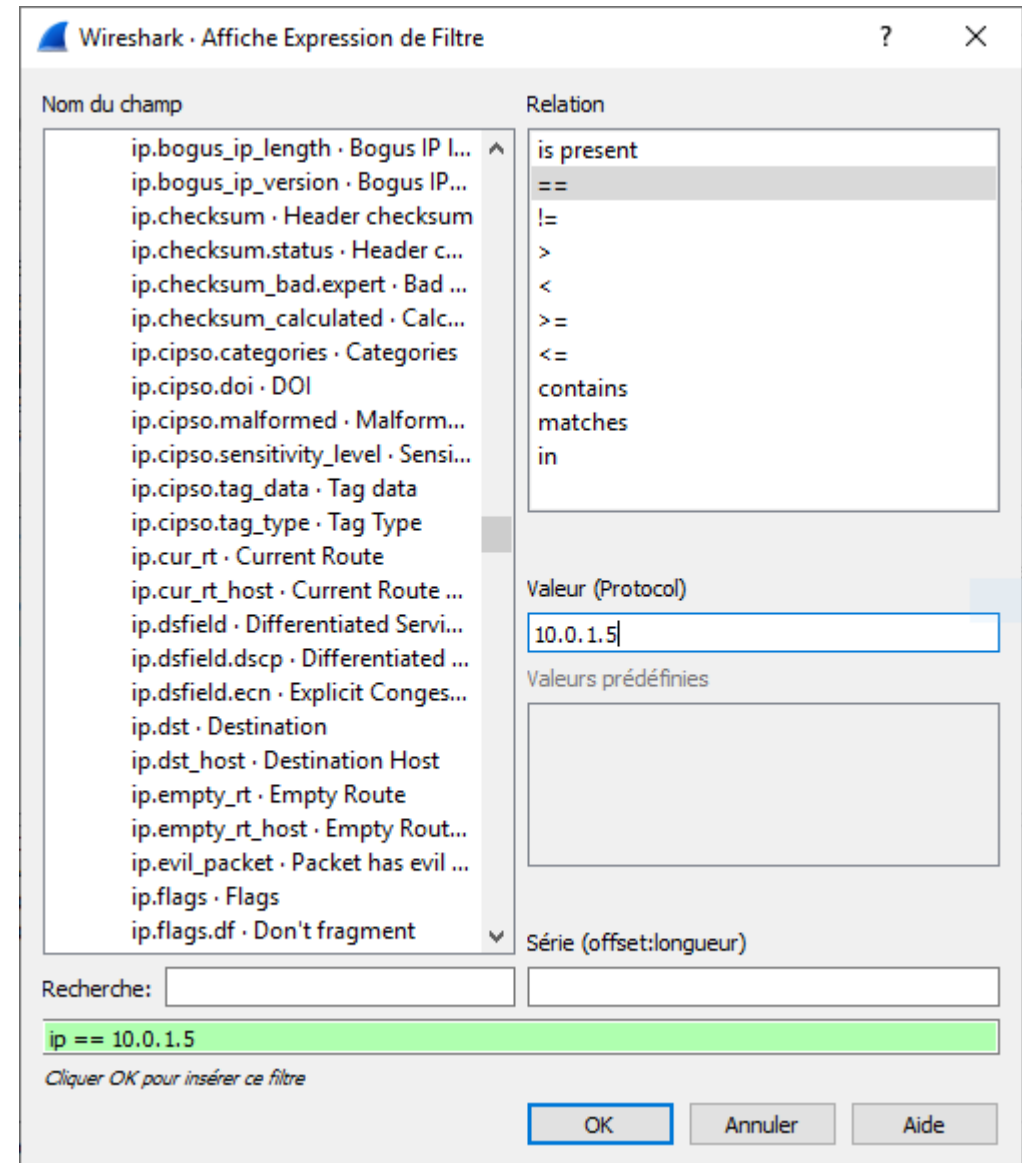 Wireshark · Affiche Expression de Filtre
?
Nom du champ
ip.bogus_ip_length · Bogus IP l...
ip.bogus_ip_version · Bogus IP...
ip.checksum · Header checksum
ip.checksum.status · Header c...
ip.checksum_bad.expert · Bad ...
ip.checksum_calculated · Calc...
ip.cipso.categories · Categories
ip.cipso.doi · DOI
ip.cipso.malformed · Malform...
ip.cipso.sensitivity_level · Sensi...
ip.cipso.tag_data · Tag data
ip.cipso.tag_type · Tag Type
ip.cur_rt · Current Route
ip.cur_rt_host · Current Route ...
ip.dsfield · Differentiated Servi...
ip.dsfield.dscp · Differentiated ...
ip.dsfield.ecn · Explicit Conges...
ip.dst · Destination
ip.dst_host · Destination Host
ip.empty_rt · Empty Route
ip.empty_rt_host · Empty Rout...
ip.evil_packet · Packet has evil ...
ip.flags · Flags
ip.flags.df · Don't fragment
Recherche:
Relation
is present
==
!=
>
<
>=
<=
contains
matches
in
Valeur (Protocol)
10.0.1.5
Valeurs prédéfinies
Série (offset:longueur)
ip == 10.0.1.5
Cliquer OK pour insérer ce filtre
OK
Annuler
Aide